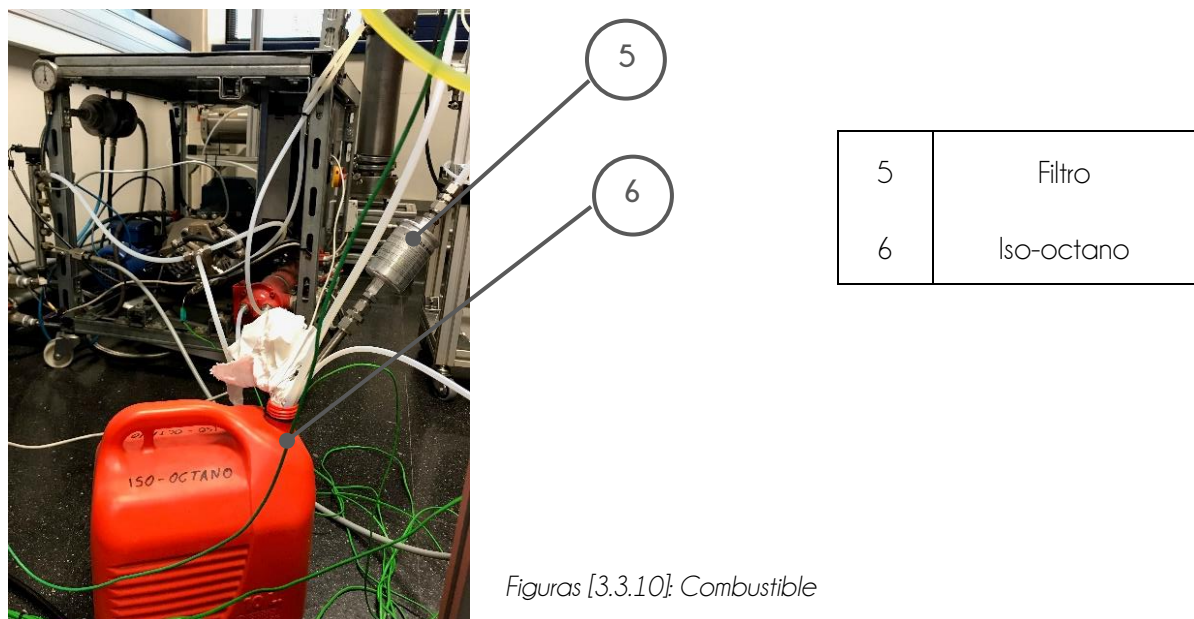 5
6
5 Filtro
6 Iso-octano
ISO-OCTANO
Figuras [3.3.10]: Combustible